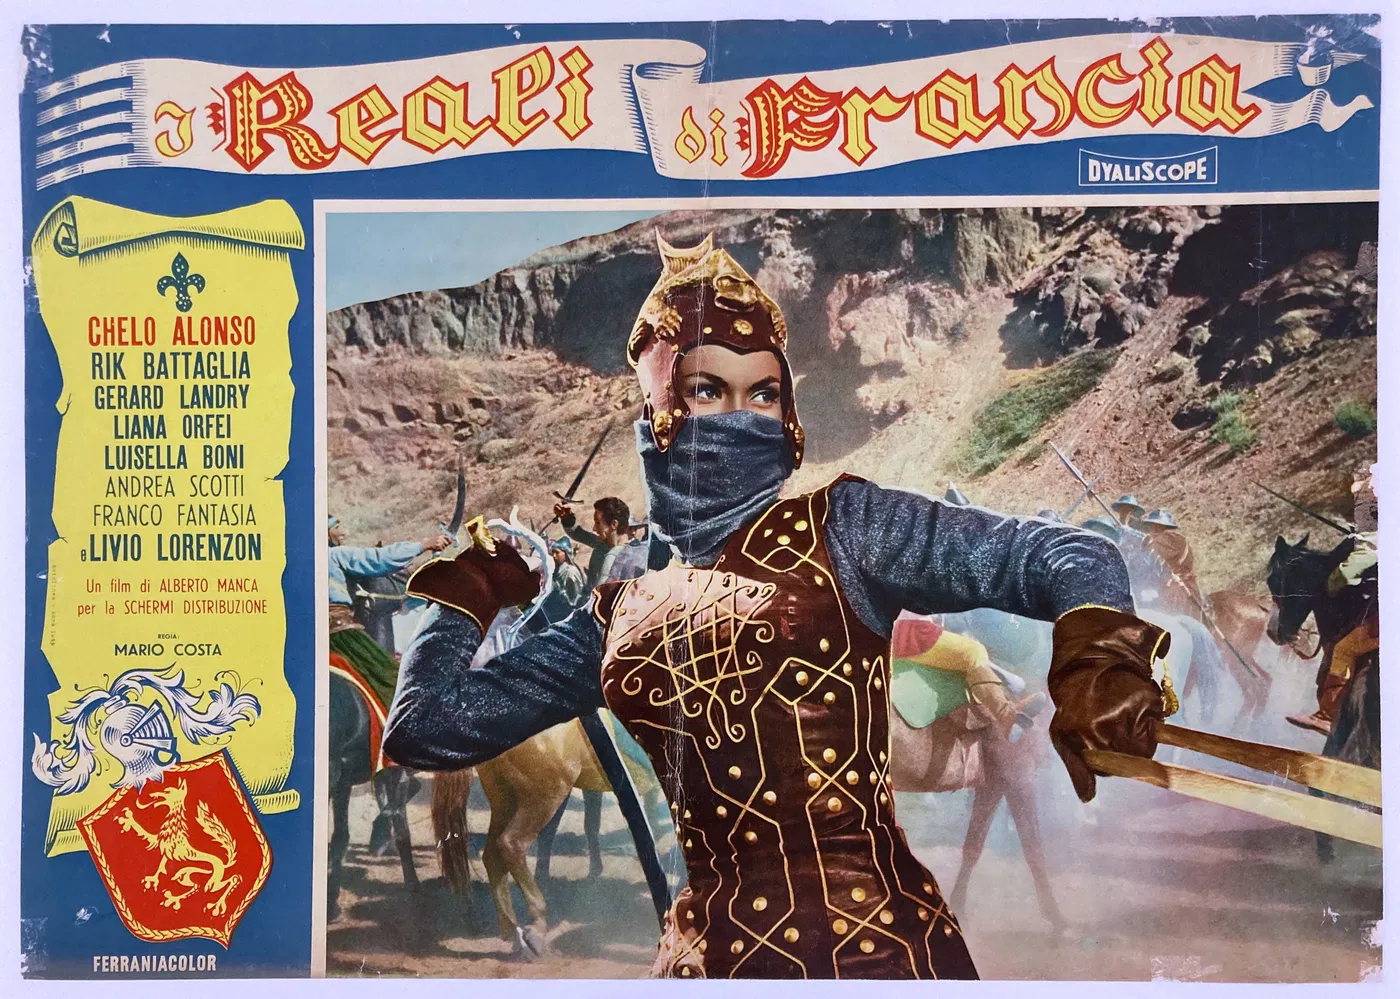 I Reali di Francia
DYALISCOPE
CHELO ALONSO
RIK BATTAGLIA
GERARD LANDRY
LIANA ORFEI
LUISELLA BONI
ANDREA SCOTTI
FRANCO FANTASIA
e LIVIO LORENZON
Un film di ALBERTO MANCA
per la SCHERMI DISTRIBUZIONE
REGIA:
MARIO COSTA
FERRANIACOLOR